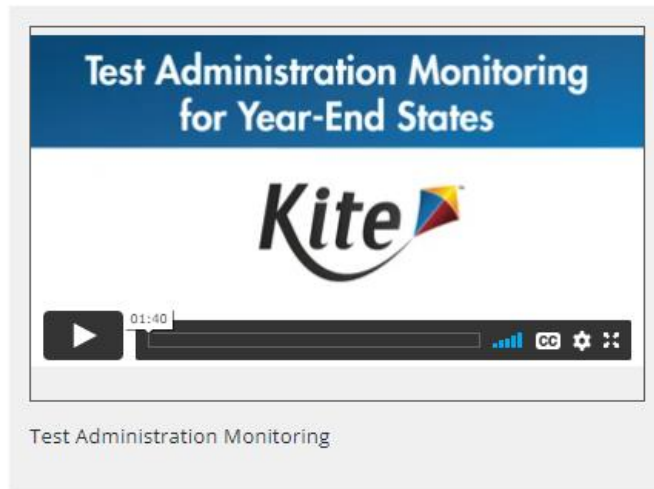 Test Administration Monitoring
for Year-End States
Kite
01:40
CC
Test Administration Monitoring